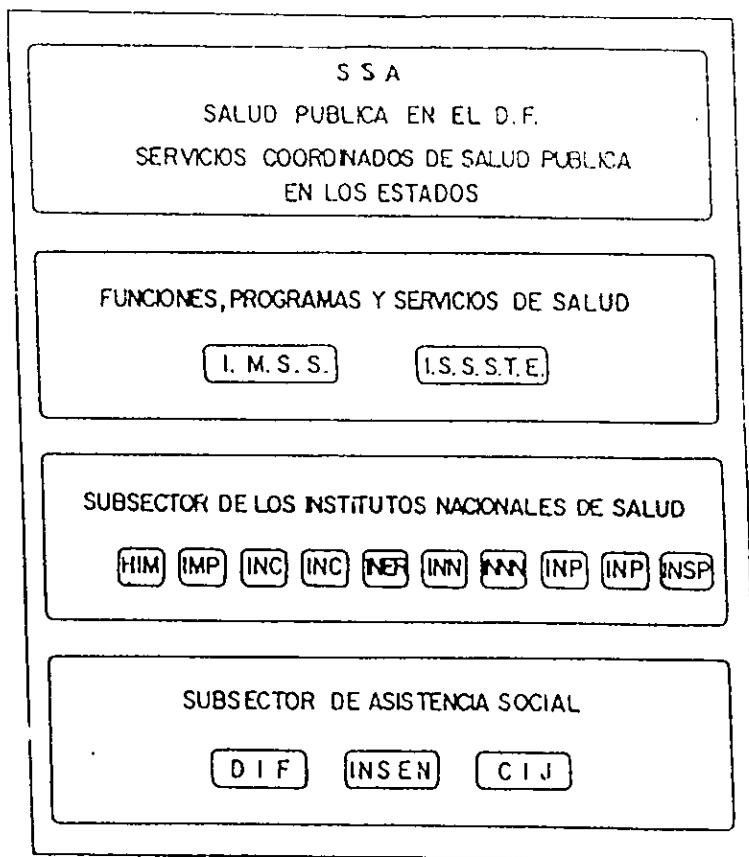 S S A
SALUD PUBLICA EN EL D.F.
SERVICIOS COORDINADOS DE SALUD PUBLICA
EN LOS ESTADOS
FUNCIONES, PROGRAMAS Y SERVICIOS DE SALUD
I. M. S. S. I.S.S.S.T.E.
SUBSECTOR DE LOS INSTITUTOS NACIONALES DE SALUD
HIM IMP INC INC INER INN INNN INP INP INSP
SUBSECTOR DE ASISTENCIA SOCIAL
D I F INSEN C I J